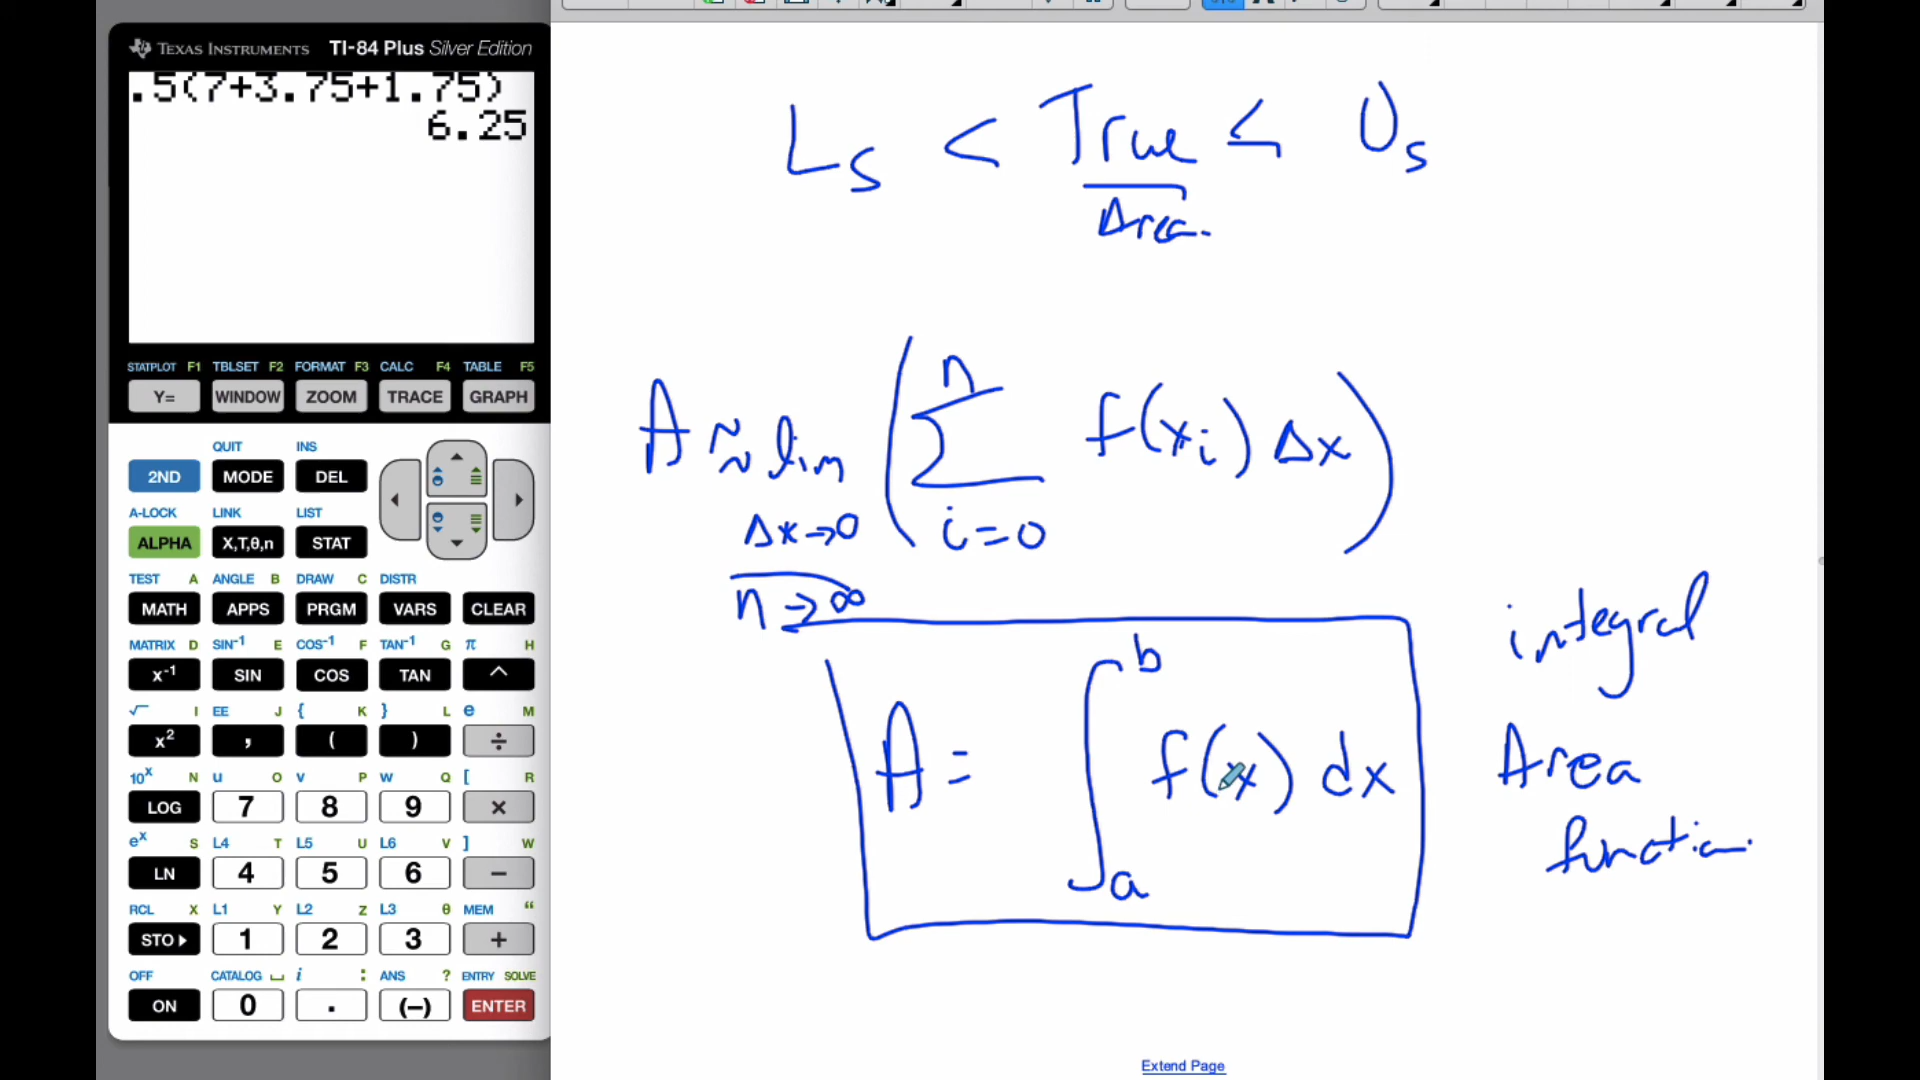 TEXAS INSTRUMENTS TI-84 Plus Silver Edition
.5(7+3.75+1.75)
6.25
STATPLOT F1 TBLSET F2 FORMAT F3 CALC F4 TABLE F5
Y= WINDOW ZOOM TRACE GRAPH
QUIT INS
2ND MODE DEL
A-LOCK LINK LIST
ALPHA X,T,θ,n STAT
TEST A ANGLE B DRAW C DISTR
MATH APPS PRGM VARS CLEAR
MATRIX D SIN⁻¹ E COS⁻¹ F TAN⁻¹ G π H
x⁻¹ SIN COS TAN ^
√ I EE J { K } L e M
x² , ( ) ÷
10ˣ N u O v P w Q [ R
LOG 7 8 9 ×
eˣ S L4 T L5 U L6 V ] W
LN 4 5 6 −
RCL X L1 Y L2 Z L3 θ MEM “
STO▸ 1 2 3 +
OFF CATALOG ⎵ i : ANS ? ENTRY SOLVE
ON 0 . (−) ENTER
L_S < True ≤ U_S
Area.
n
A ≈ lim ( Σ f(x_i) Δx )
Δx→0 i=0
n→∞
integral
b
A = ∫ f(x) dx
a
Area
function.
Extend Page